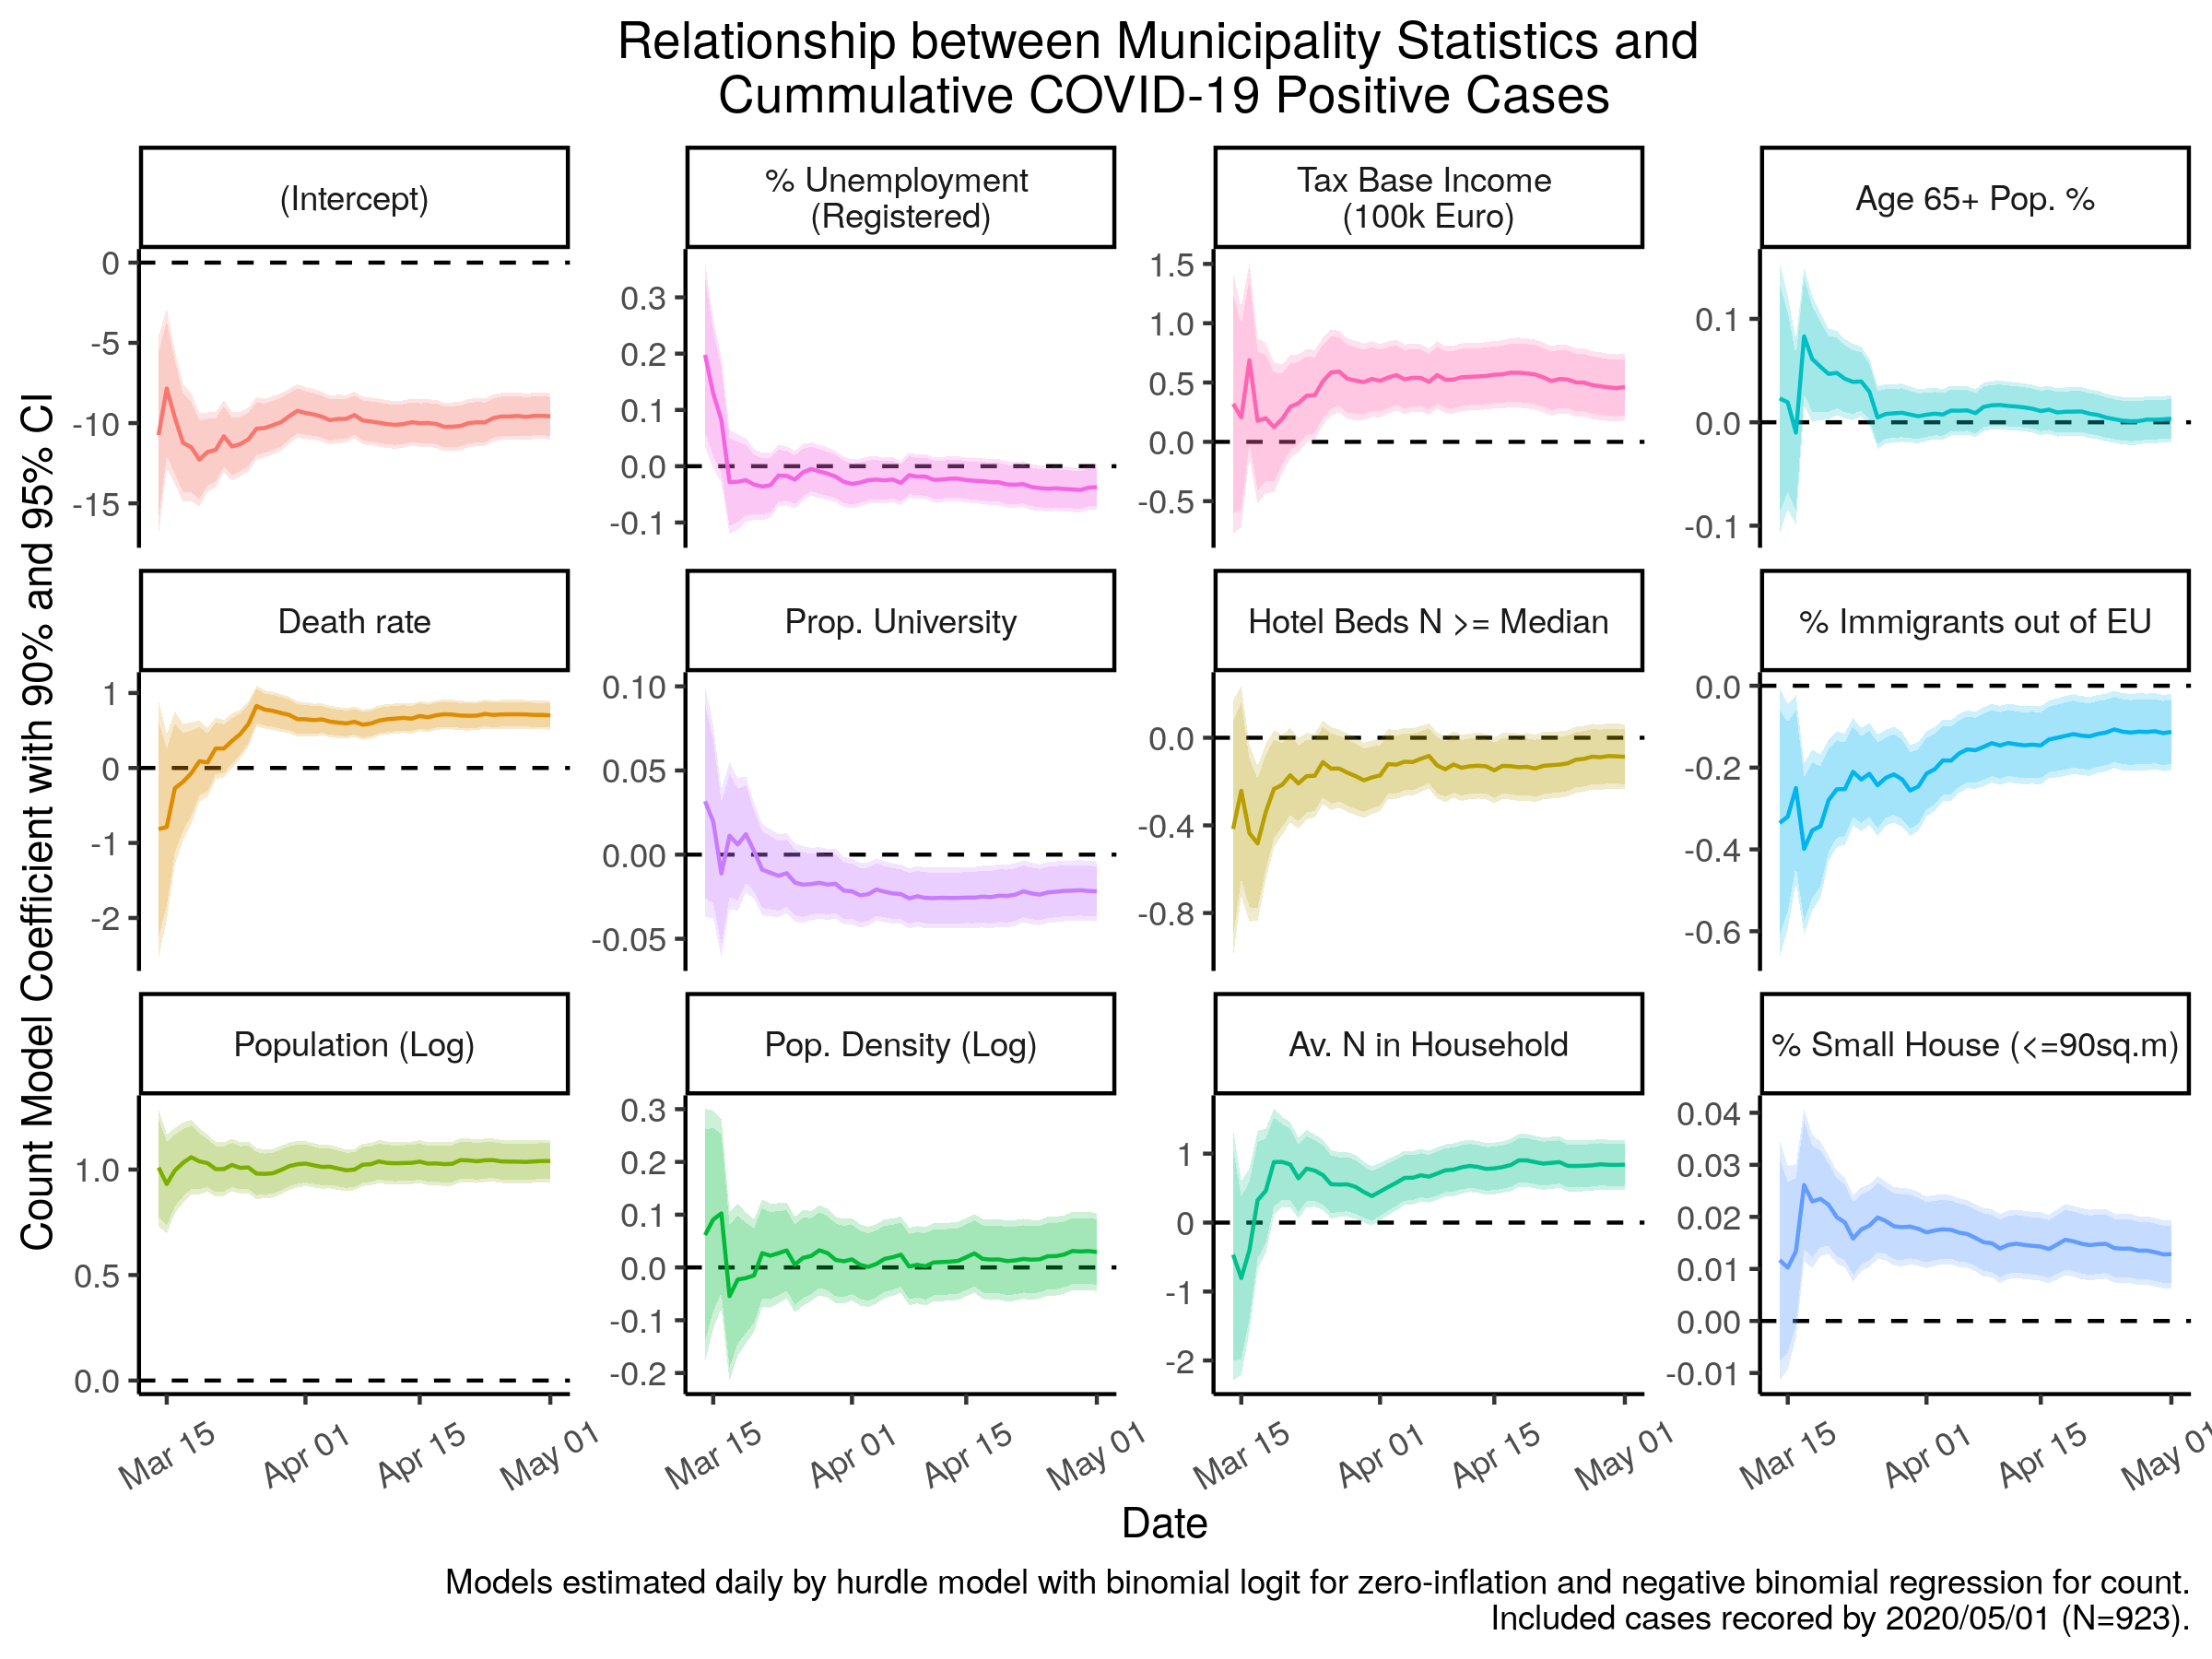 Relationship between Municipality Statistics and
Cummulative COVID-19 Positive Cases
Count Model Coefficient with 90% and 95% CI
(Intercept)
0
-5
-10
-15
% Unemployment
(Registered)
0.3
0.2
0.1
0.0
-0.1
Tax Base Income
(100k Euro)
1.5
1.0
0.5
0.0
-0.5
Age 65+ Pop. %
0.1
0.0
-0.1
Death rate
1
0
-1
-2
Prop. University
0.10
0.05
0.00
-0.05
Hotel Beds N >= Median
0.0
-0.4
-0.8
% Immigrants out of EU
0.0
-0.2
-0.4
-0.6
Population (Log)
1.0
0.5
0.0
Mar 15 Apr 01 Apr 15 May 01
Pop. Density (Log)
0.3
0.2
0.1
0.0
-0.1
-0.2
Mar 15 Apr 01 Apr 15 May 01
Av. N in Household
1
0
-1
-2
Mar 15 Apr 01 Apr 15 May 01
% Small House (<=90sq.m)
0.04
0.03
0.02
0.01
0.00
-0.01
Mar 15 Apr 01 Apr 15 May 01
Date
Models estimated daily by hurdle model with binomial logit for zero-inflation and negative binomial regression for count.
Included cases recored by 2020/05/01 (N=923).